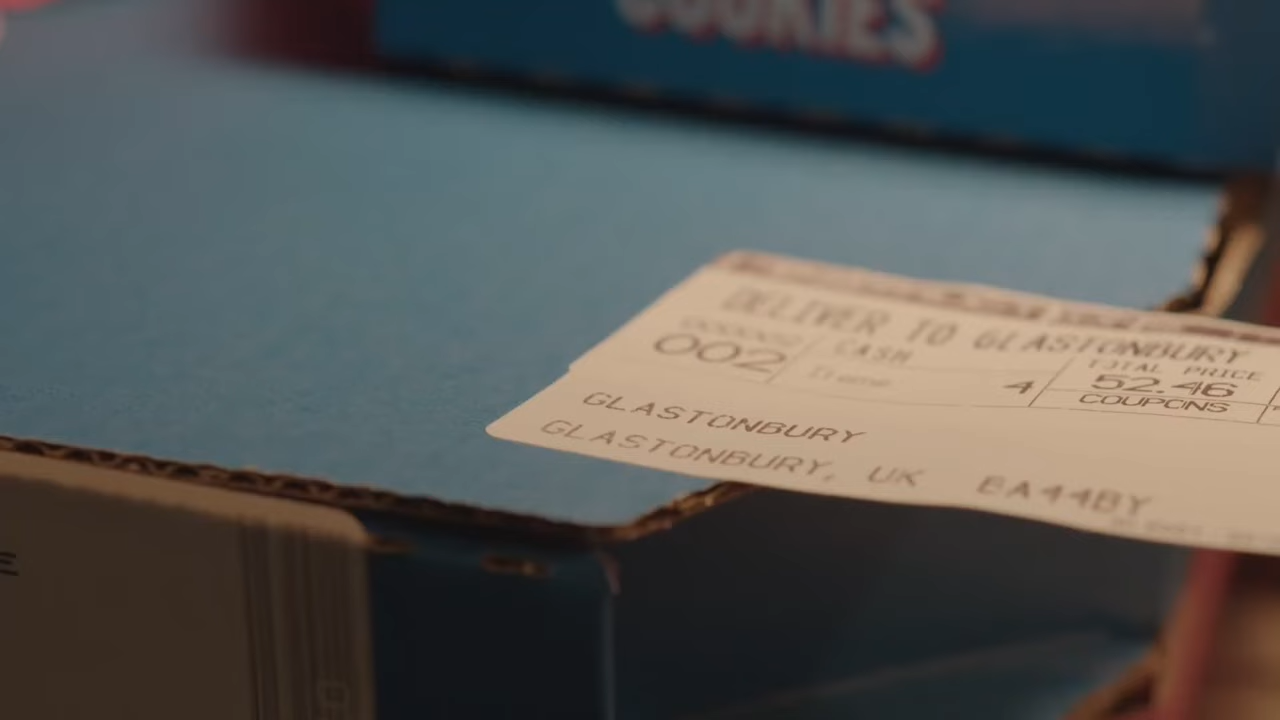 COOKIES
DELIVER TO GLASTONBURY
002
CASH
4
TOTAL PRICE
52.46
COUPONS
GLASTONBURY
GLASTONBURY, UK BA44BY
E